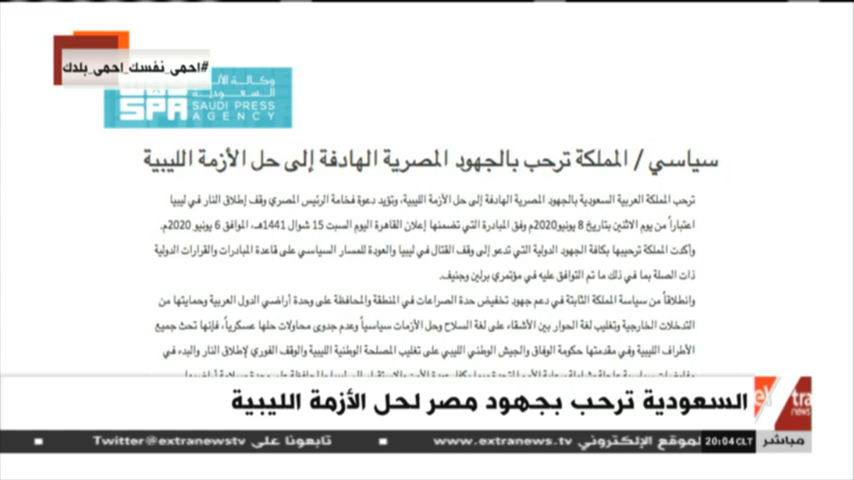 #احمى_نفسك_احمى_بلدك
وكالة الأن
السعودية
SPA
SAUDI PRESS
AGENCY
سياسي / المملكة ترحب بالجهود المصرية الهادفة إلى حل الأزمة الليبية
ترحب المملكة العربية السعودية بالجهود المصرية الهادفة إلى حل الأزمة الليبية، وتؤيد دعوة فخامة الرئيس المصري وقف إطلاق النار في ليبيا
اعتباراً من يوم الاثنين بتاريخ 8 يونيو2020م وفق المبادرة التي تضمنها إعلان القاهرة اليوم السبت 15 شوال 1441هـ، الموافق 6 يونيو 2020م.
وأكدت المملكة ترحيبها بكافة الجهود الدولية التي تدعو إلى وقف القتال في ليبيا والعودة للمسار السياسي على قاعدة المبادرات والقرارات الدولية
ذات الصلة بما في ذلك ما تم التوافق عليه في مؤتمري برلين وجنيف.
وانطلاقاً من سياسة المملكة الثابتة في دعم جهود تخفيض حدة الصراعات في المنطقة والمحافظة على وحدة أراضي الدول العربية وحمايتها من
التدخلات الخارجية وتغليب لغة الحوار بين الأشقاء على لغة السلاح وحل الأزمات سياسياً وعدم جدوى محاولات حلها عسكرياً، فإنها تحث جميع
الأطراف الليبية وفي مقدمتها حكومة الوفاق والجيش الوطني الليبي على تغليب المصلحة الوطنية الليبية والوقف الفوري لإطلاق النار والبدء في
السعودية ترحب بجهود مصر لحل الأزمة الليبية
extra
news
مباشر
20:04 CLT
لموقع الإلكتروني www.extranews.tv
تابعونا على Twitter@extranewstv